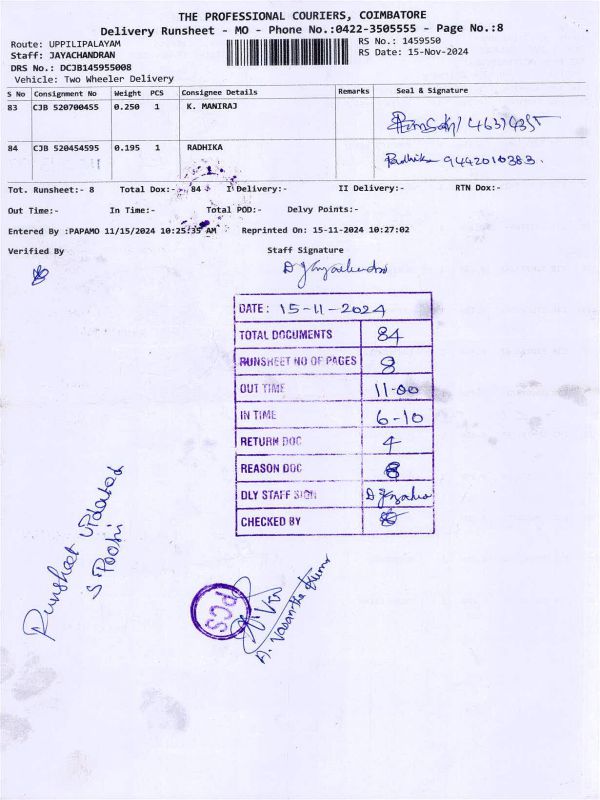 THE PROFESSIONAL COURIERS, COIMBATORE
Delivery Runsheet - MO - Phone No.:0422-3505555 - Page No.:8
Route: UPPILIPALAYAM
RS No.: 1459550
Staff: JAYACHANDRAN
RS Date: 15-Nov-2024
DRS No.: DCJB145955008
Vehicle: Two Wheeler Delivery
S No Consignment No Weight PCS Consignee Details Remarks Seal & Signature
83 CJB 520700455 0.250 1 K. MANIRAJ
84 CJB 520454595 0.195 1 RADHIKA Radhika 9442010383.
Tot. Runsheet:- 8 Total Dox:- 84 I Delivery:- II Delivery:- RTN Dox:-
Out Time:- In Time:- Total POD:- Delvy Points:-
Entered By :PAPAMO 11/15/2024 10:25:35 AM Reprinted On: 15-11-2024 10:27:02
Verified By Staff Signature
DATE: 15-11-2024
TOTAL DOCUMENTS 84
RUNSHEET NO OF PAGES 8
OUT TIME 11-00
IN TIME 6-10
RETURN DOC 4
REASON DOC
DLY STAFF SIGN
CHECKED BY
Runsheet updated
PCS
A. Vasantha Kumar